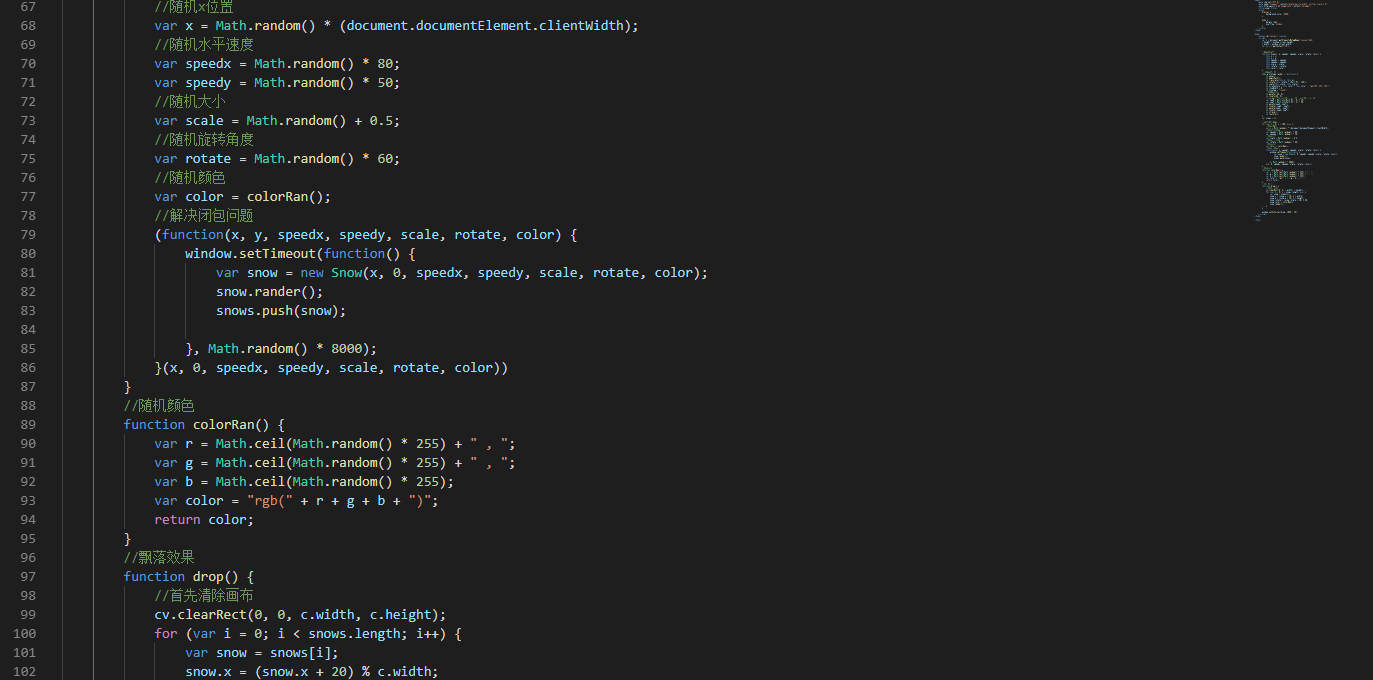 67 //随机x位置
68 var x = Math.random() * (document.documentElement.clientWidth);
69 //随机水平速度
70 var speedx = Math.random() * 80;
71 var speedy = Math.random() * 50;
72 //随机大小
73 var scale = Math.random() + 0.5;
74 //随机旋转角度
75 var rotate = Math.random() * 60;
76 //随机颜色
77 var color = colorRan();
78 //解决闭包问题
79 (function(x, y, speedx, speedy, scale, rotate, color) {
80 window.setTimeout(function() {
81 var snow = new Snow(x, 0, speedx, speedy, scale, rotate, color);
82 snow.rander();
83 snows.push(snow);
84
85 }, Math.random() * 8000);
86 }(x, 0, speedx, speedy, scale, rotate, color))
87 }
88 //随机颜色
89 function colorRan() {
90 var r = Math.ceil(Math.random() * 255) + " , ";
91 var g = Math.ceil(Math.random() * 255) + " , ";
92 var b = Math.ceil(Math.random() * 255);
93 var color = "rgb(" + r + g + b + ")";
94 return color;
95 }
96 //飘落效果
97 function drop() {
98 //首先清除画布
99 cv.clearRect(0, 0, c.width, c.height);
100 for (var i = 0; i < snows.length; i++) {
101 var snow = snows[i];
102 snow.x = (snow.x + 20) % c.width;